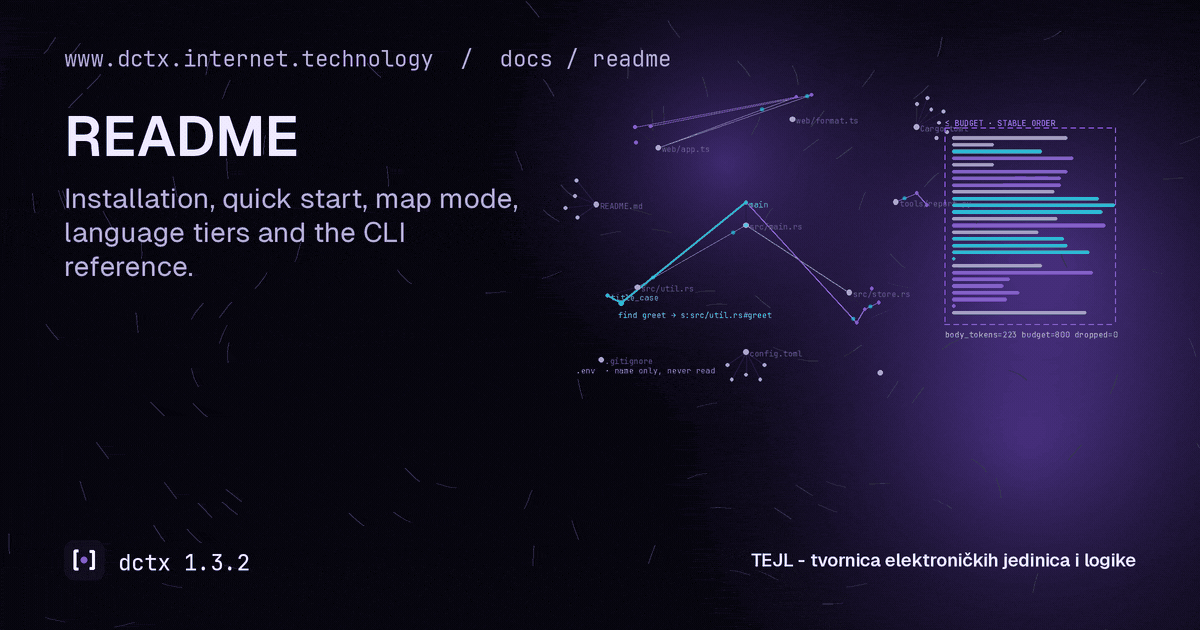 www.dctx.internet.technology / docs / readme
README
Installation, quick start, map mode,
language tiers and the CLI
reference.
web/format.ts
web/app.ts
README.md
main
src/main.rs
src/util.rs
title_case
find greet → s:src/util.rs#greet
src/store.rs
.gitignore
.env · name only, never read
config.toml
BUDGET · STABLE ORDER
body_tokens=223 budget=800 dropped=0
[•] dctx 1.3.2
TEJL - tvornica elektroničkih jedinica i logike